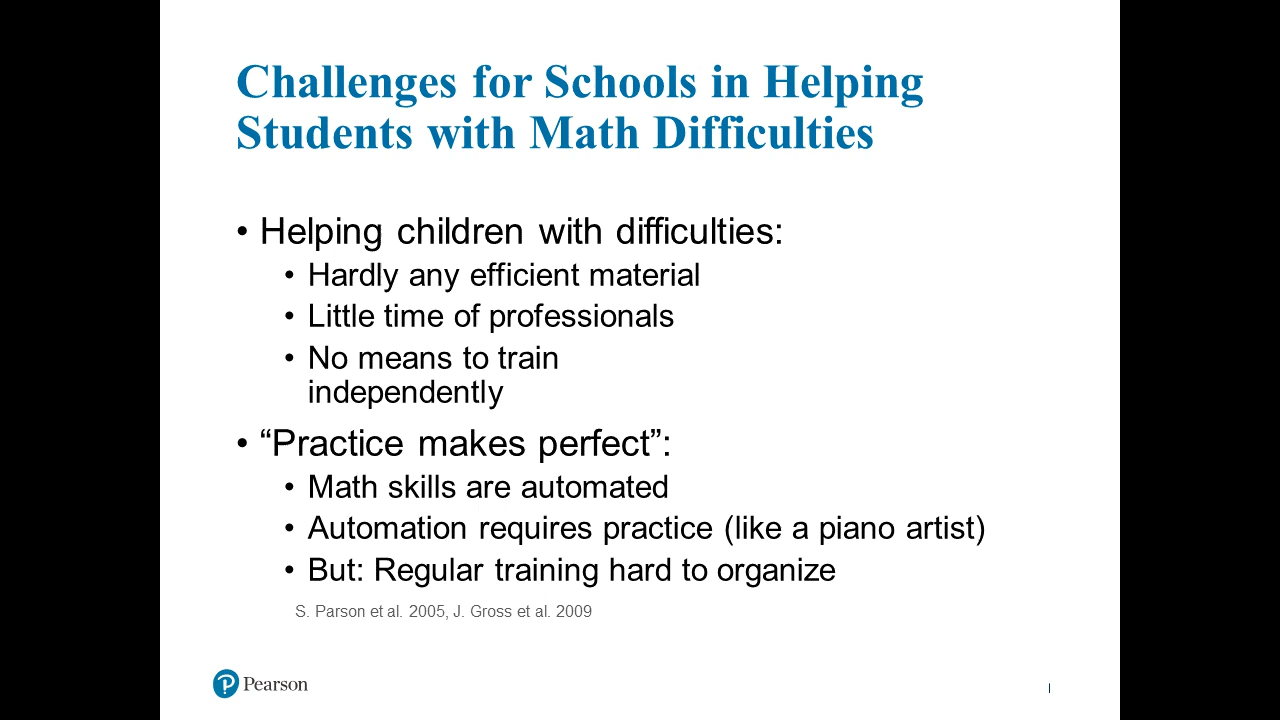 Challenges for Schools in Helping
Students with Math Difficulties
• Helping children with difficulties:
• Hardly any efficient material
• Little time of professionals
• No means to train
independently
• “Practice makes perfect”:
• Math skills are automated
• Automation requires practice (like a piano artist)
• But: Regular training hard to organize
S. Parson et al. 2005, J. Gross et al. 2009
Pearson